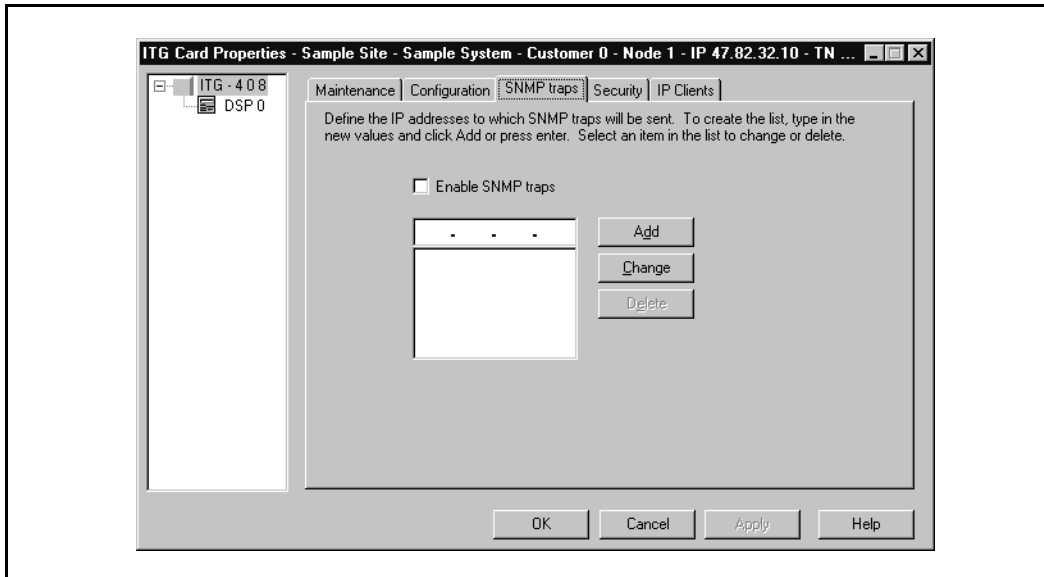 ITG Card Properties - Sample Site - Sample System - Customer 0 - Node 1 - IP 47.82.32.10 - TN ...
ITG - 4 0 8
DSP 0
Maintenance Configuration SNMP traps Security IP Clients
Define the IP addresses to which SNMP traps will be sent. To create the list, type in the
new values and click Add or press enter. Select an item in the list to change or delete.
Enable SNMP traps
. . .
Add
Change
Delete
OK Cancel Apply Help